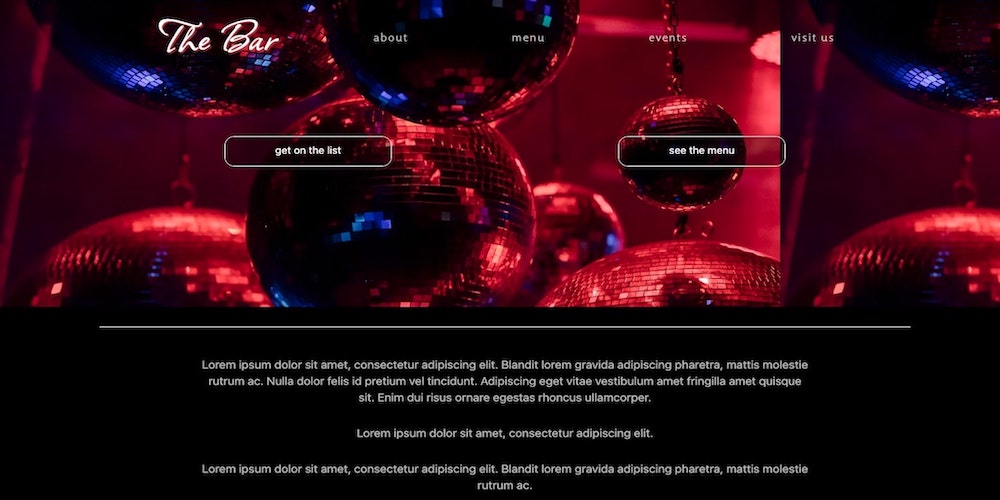 The Bar
about
menu
events
visit us
get on the list
see the menu
Lorem ipsum dolor sit amet, consectetur adipiscing elit. Blandit lorem gravida adipiscing pharetra, mattis molestie
rutrum ac. Nulla dolor felis id pretium vel tincidunt. Adipiscing eget vitae vestibulum amet fringilla amet quisque
sit. Enim dui risus ornare egestas rhoncus ullamcorper.
Lorem ipsum dolor sit amet, consectetur adipiscing elit.
Lorem ipsum dolor sit amet, consectetur adipiscing elit. Blandit lorem gravida adipiscing pharetra, mattis molestie
rutrum ac.